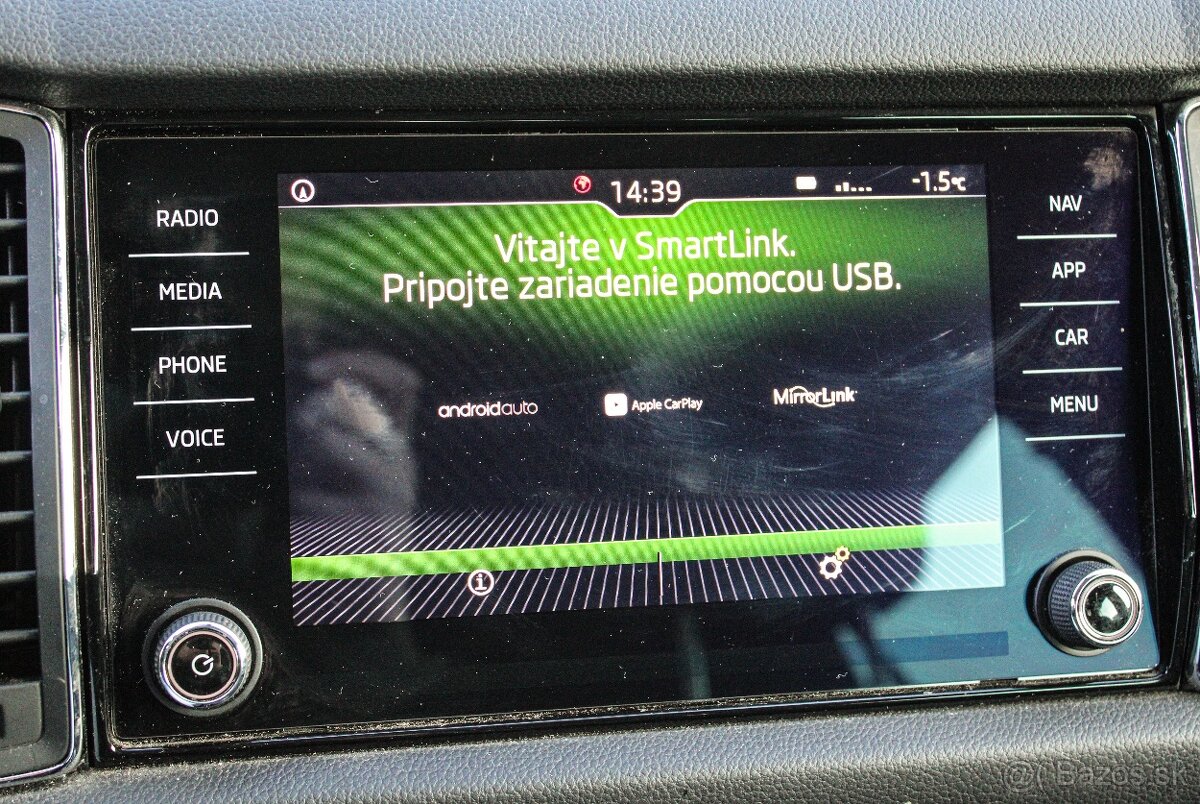 14:39
-1.5°C
RADIO
MEDIA
PHONE
VOICE
Vitajte v SmartLink.
Pripojte zariadenie pomocou USB.
androidauto
Apple CarPlay
MirrorLink
NAV
APP
CAR
MENU
Bazos.sk